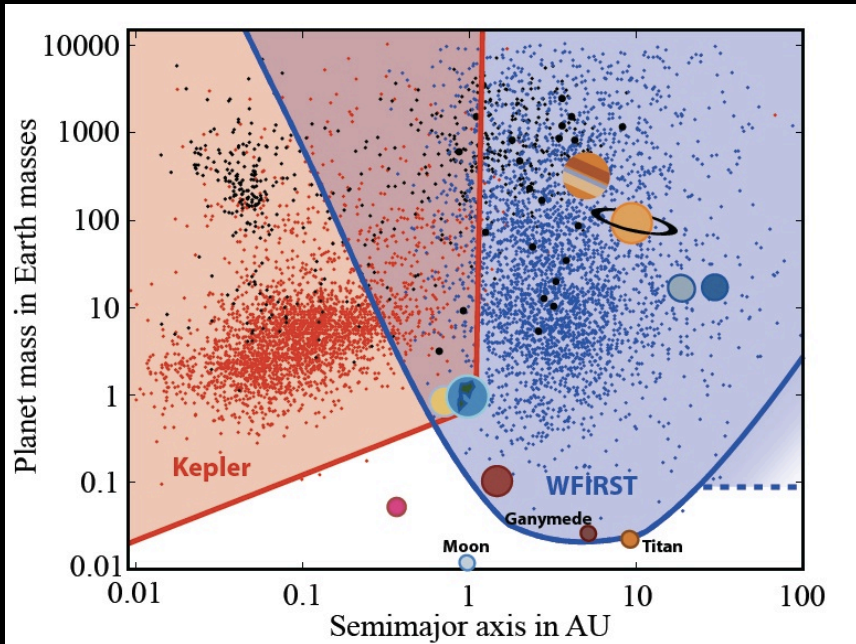 10000
1000
100
10
1
0.1
0.01
Planet mass in Earth masses
Kepler
WFIRST
Ganymede
Moon
Titan
0.01 0.1 1 10 100
Semimajor axis in AU